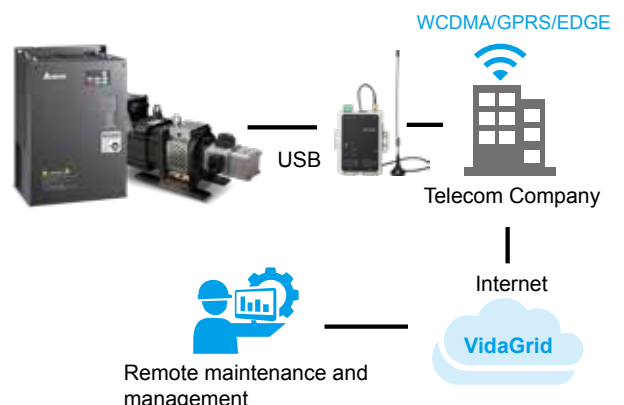 WCDMA/GPRS/EDGE
USB
Telecom Company
Internet
VidaGrid
Remote maintenance and
management